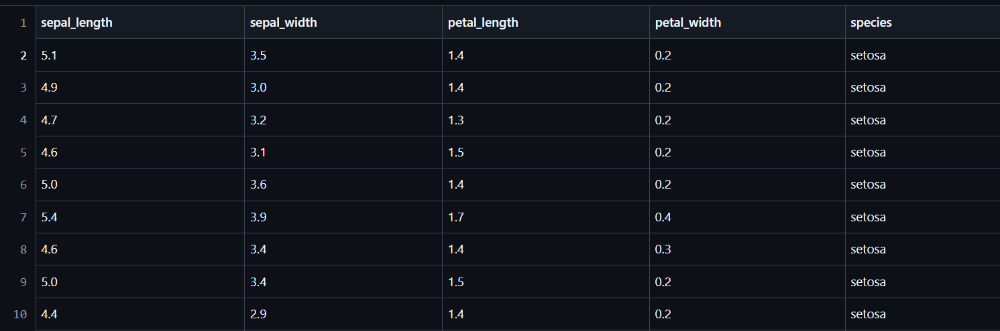 1 sepal_length sepal_width petal_length petal_width species
2 5.1 3.5 1.4 0.2 setosa
3 4.9 3.0 1.4 0.2 setosa
4 4.7 3.2 1.3 0.2 setosa
5 4.6 3.1 1.5 0.2 setosa
6 5.0 3.6 1.4 0.2 setosa
7 5.4 3.9 1.7 0.4 setosa
8 4.6 3.4 1.4 0.3 setosa
9 5.0 3.4 1.5 0.2 setosa
10 4.4 2.9 1.4 0.2 setosa